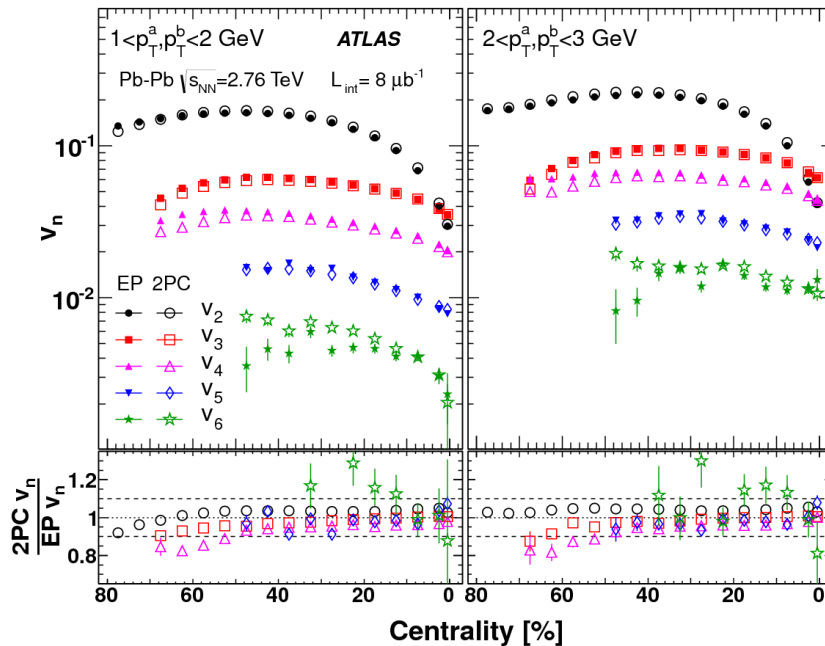 1<p_T^a,p_T^b<2 GeV ATLAS
Pb-Pb √s_NN=2.76 TeV L_int = 8 μb^-1
2<p_T^a,p_T^b<3 GeV
v_n
10^-1
10^-2
EP 2PC
v_2
v_3
v_4
v_5
v_6
2PC v_n
EP v_n
1.2
1
0.8
80 60 40 20 0 80 60 40 20 0
Centrality [%]